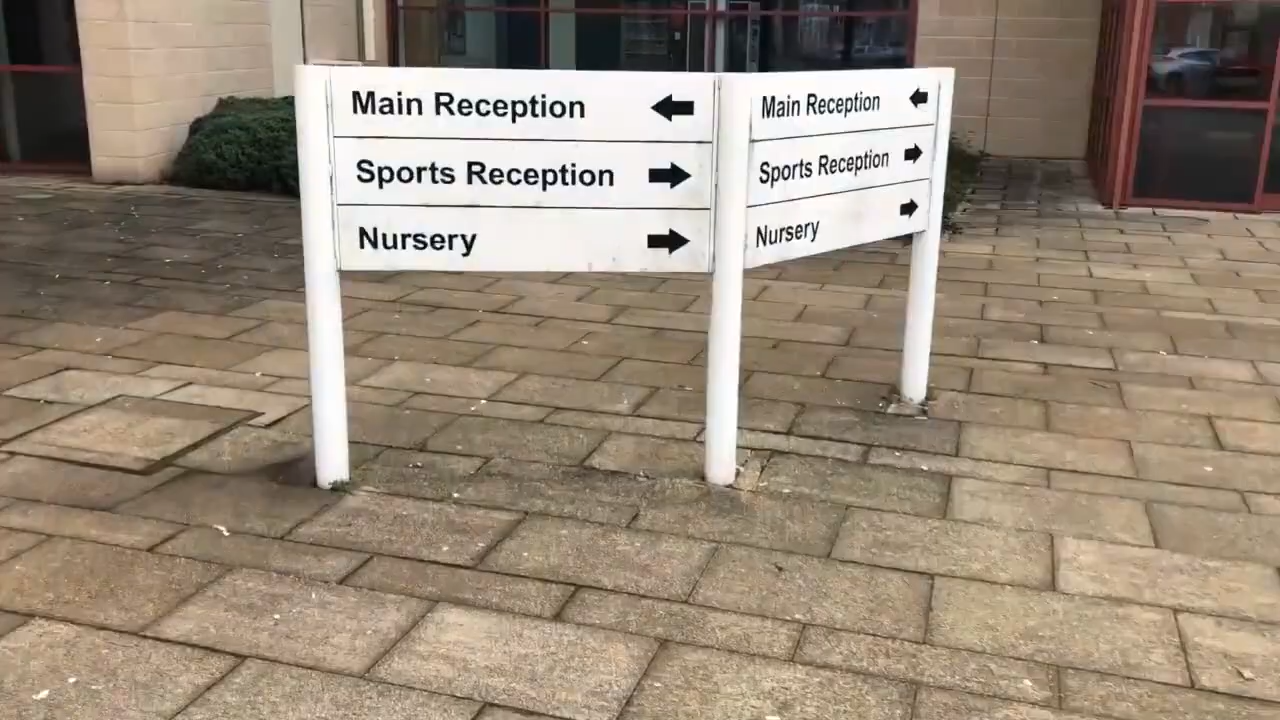 Main Reception ←
Sports Reception →
Nursery →
Main Reception ←
Sports Reception →
Nursery →